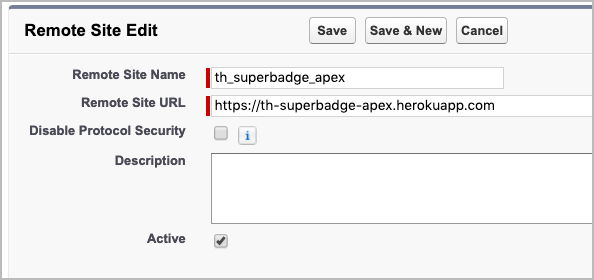 Remote Site Edit Save Save & New Cancel
Remote Site Name th_superbadge_apex
Remote Site URL https://th-superbadge-apex.herokuapp.com
Disable Protocol Security i
Description
Active